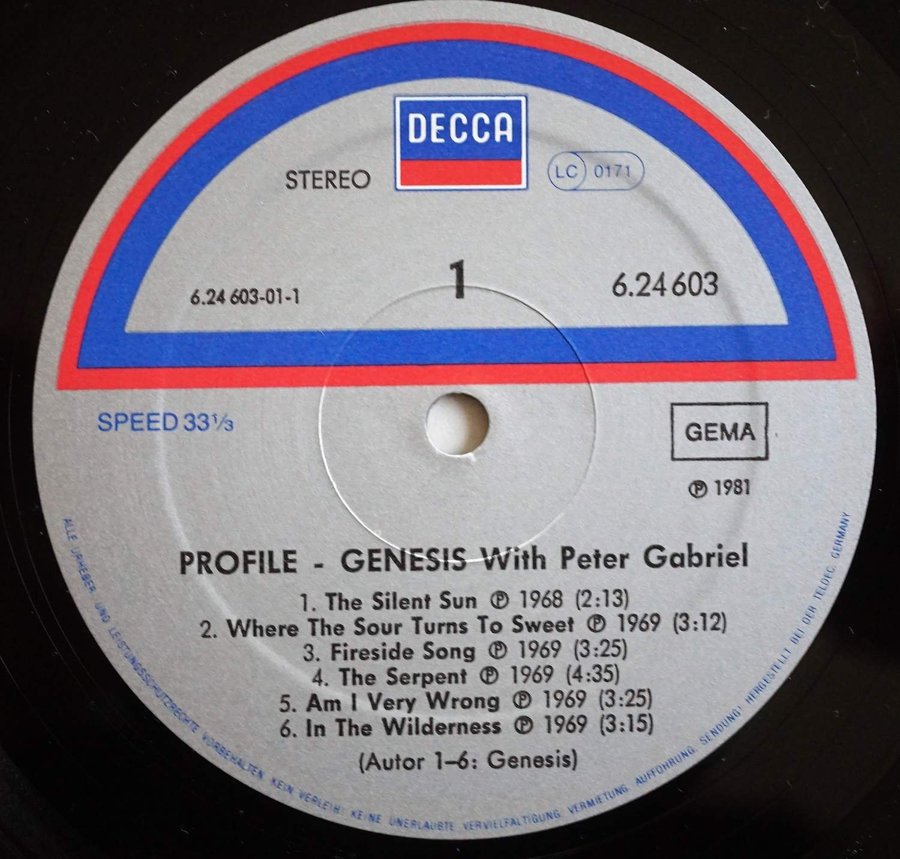 DECCA
STEREO
LC 0171
1
6.24 603-01-1
6.24 603
SPEED 33⅓
GEMA
℗ 1981
PROFILE - GENESIS With Peter Gabriel
1. The Silent Sun ℗ 1968 (2:13)
2. Where The Sour Turns To Sweet ℗ 1969 (3:12)
3. Fireside Song ℗ 1969 (3:25)
4. The Serpent ℗ 1969 (4:35)
5. Am I Very Wrong ℗ 1969 (3:25)
6. In The Wilderness ℗ 1969 (3:15)
(Autor 1-6: Genesis)
ALLE URHEBER- UND LEISTUNGSSCHUTZRECHTE VORBEHALTEN. KEIN VERLEIH! KEINE UNERLAUBTE VERVIELFÄLTIGUNG, VERMIETUNG, AUFFÜHRUNG, SENDUNG! HERGESTELLT BEI DER TELDEC, GERMANY